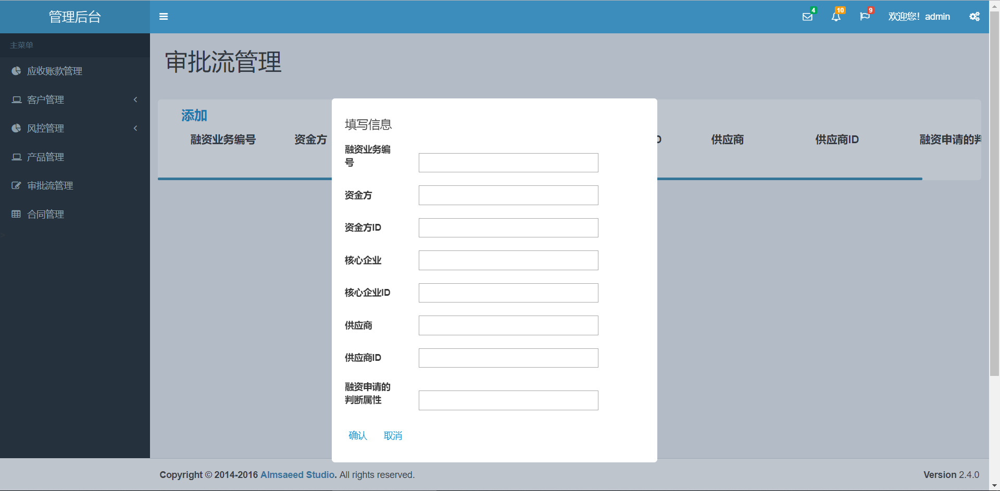 管理后台
4
10
9
欢迎您！admin
主菜单
应收账款管理
客户管理
风控管理
产品管理
审批流管理
合同管理
审批流管理
添加
融资业务编号 资金方 供应商 供应商ID 融资申请的
填写信息
融资业务编
号
资金方
资金方ID
核心企业
核心企业ID
供应商
供应商ID
融资申请的
判断属性
确认 取消
Copyright © 2014-2016 Almsaeed Studio. All rights reserved.
Version 2.4.0